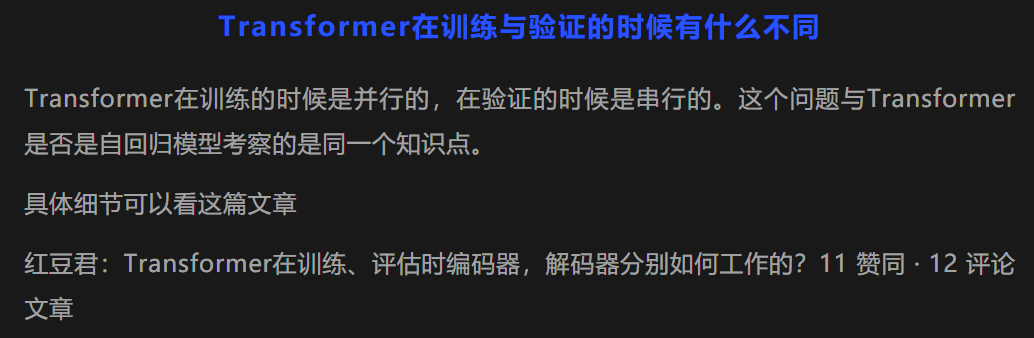 Transformer在训练与验证的时候有什么不同
Transformer在训练的时候是并行的，在验证的时候是串行的。这个问题与Transformer
是否是自回归模型考察的是同一个知识点。
具体细节可以看这篇文章
红豆君：Transformer在训练、评估时编码器，解码器分别如何工作的？11 赞同 · 12 评论
文章